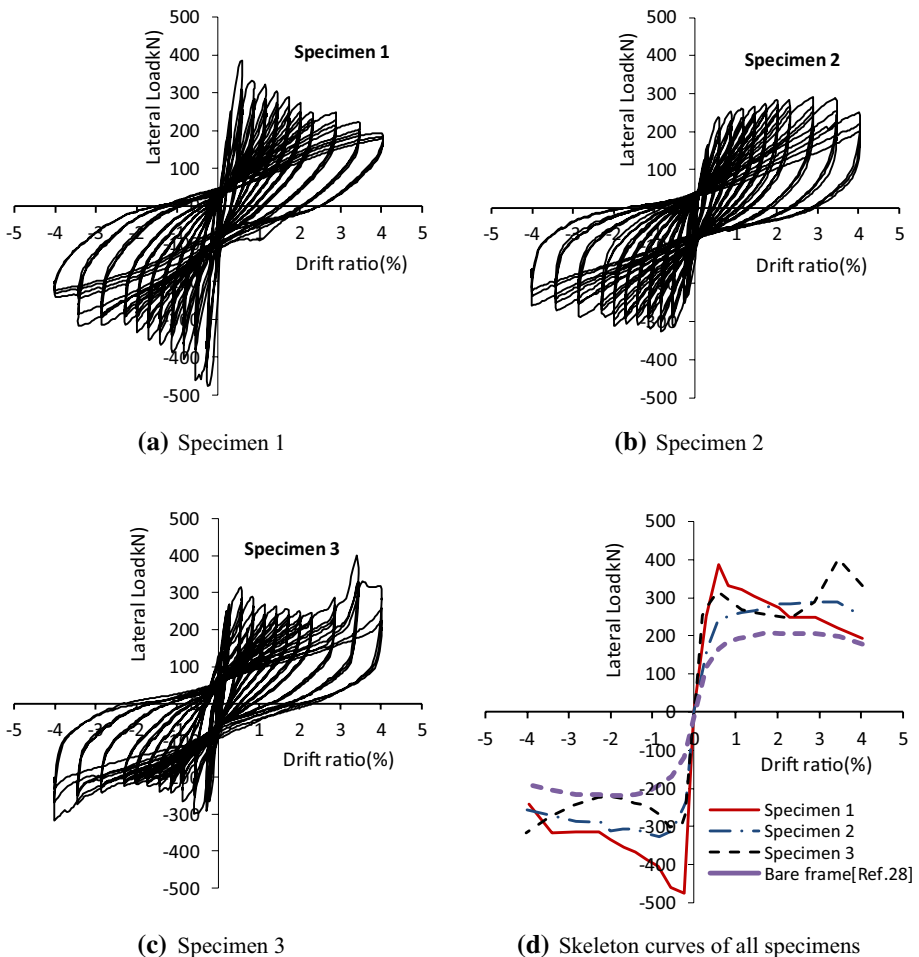 500
400
300
200
100
0
-100
-200
-300
-400
-500
-5 -4 -3 -2 -1 0 1 2 3 4 5
Lateral LoadkN)
Drift ratio(%)
Specimen 1
(a) Specimen 1
500
400
300
200
100
0
-100
-200
-300
-400
-500
-5 -4 -3 -2 -1 0 1 2 3 4 5
Lateral LoadkN)
Drift ratio(%)
Specimen 2
(b) Specimen 2
500
400
300
200
100
0
-100
-200
-300
-400
-500
-5 -4 -3 -2 -1 0 1 2 3 4 5
Lateral LoadkN)
Drift ratio(%)
Specimen 3
(c) Specimen 3
500
400
300
200
100
0
-100
-200
-300
-400
-500
-5 -4 -3 -2 -1 0 1 2 3 4 5
Lateral LoadkN)
Drift ratio(%)
Specimen 1
Specimen 2
Specimen 3
Bare frame[Ref.28]
(d) Skeleton curves of all specimens